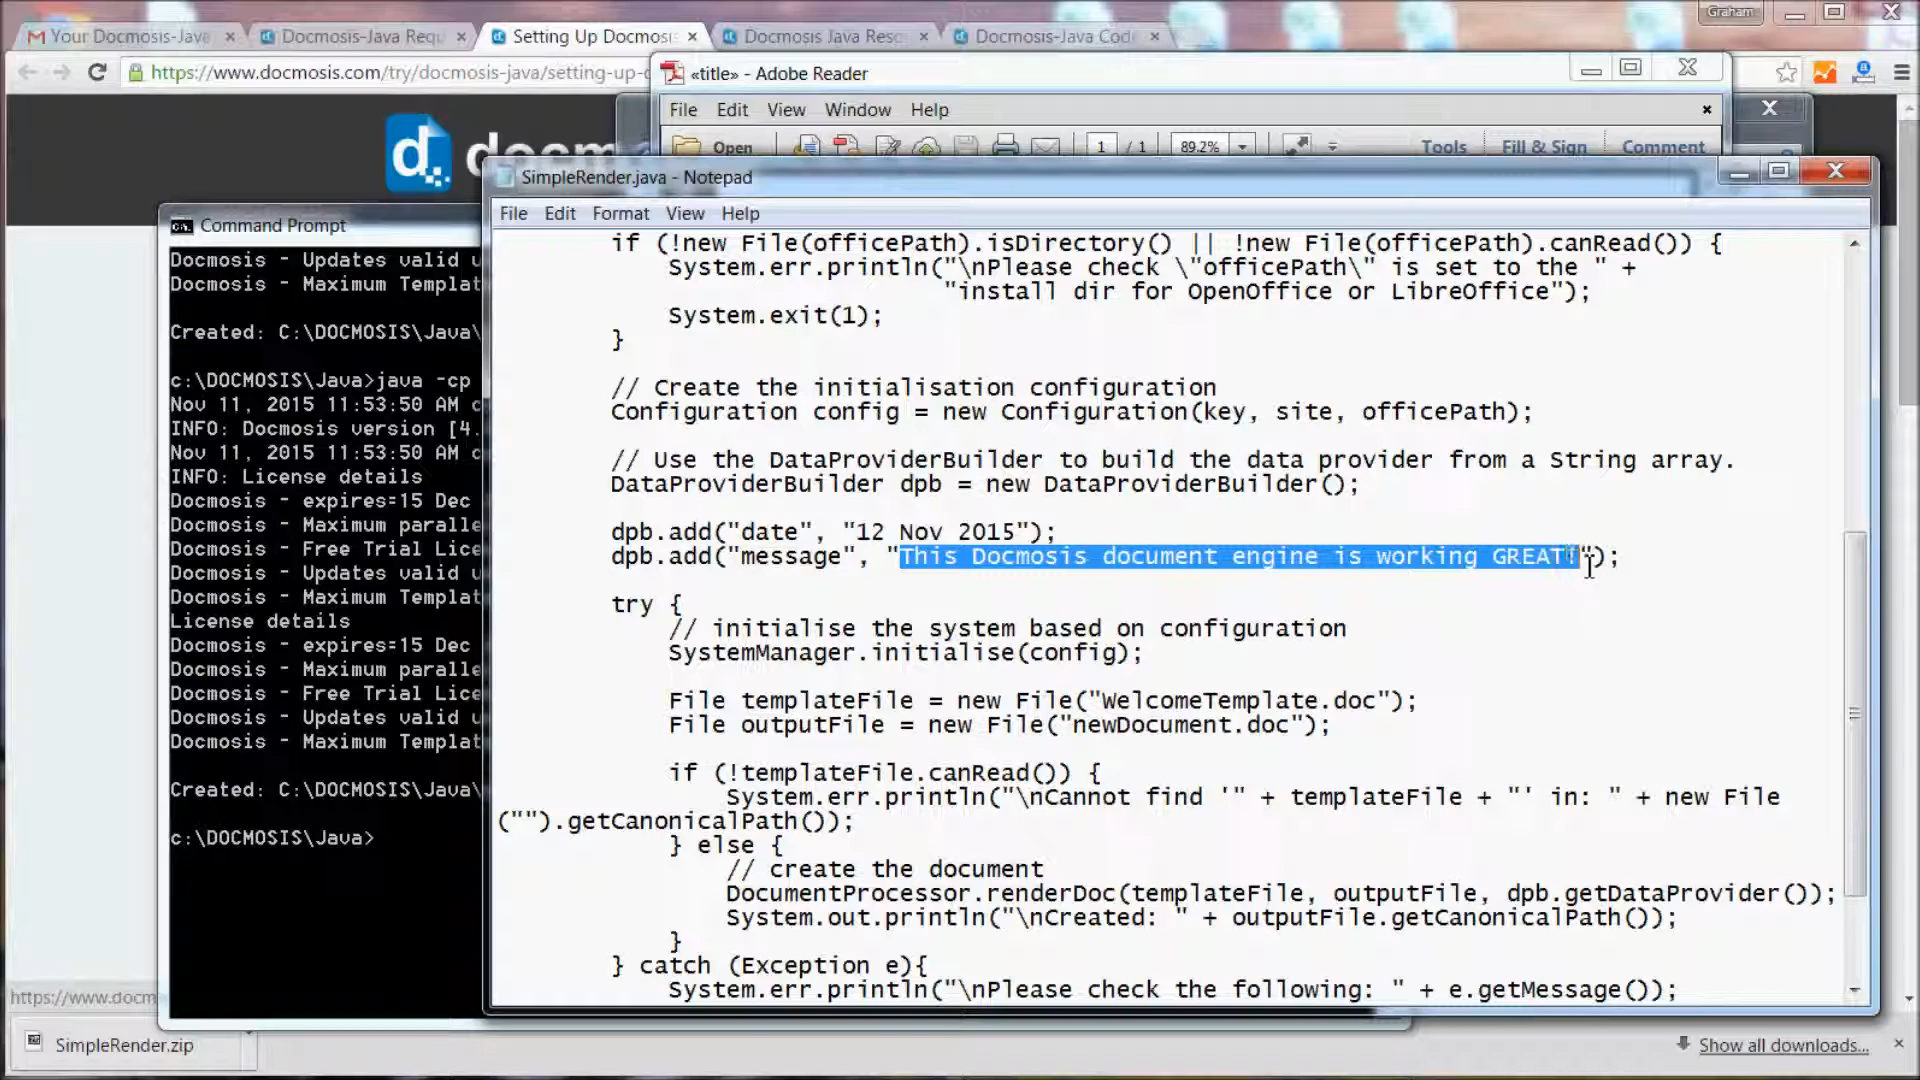 Graham
Your Docmosis-Java
Docmosis-Java Requ
Setting Up Docmosis
Docmosis Java Reso
Docmosis-Java Code
https://www.docmosis.com/try/docmosis-java/setting-up-
«title» - Adobe Reader
File Edit View Window Help
Open 1 / 1 89.2% Tools Fill & Sign Comment
docmo
SimpleRender.java - Notepad
File Edit Format View Help
if (!new File(officePath).isDirectory() || !new File(officePath).canRead()) {
System.err.println("\nPlease check \"officePath\" is set to the " +
"install dir for OpenOffice or LibreOffice");
System.exit(1);
}
// Create the initialisation configuration
Configuration config = new Configuration(key, site, officePath);
// Use the DataProviderBuilder to build the data provider from a String array.
DataProviderBuilder dpb = new DataProviderBuilder();
dpb.add("date", "12 Nov 2015");
dpb.add("message", "This Docmosis document engine is working GREAT!");
try {
// initialise the system based on configuration
SystemManager.initialise(config);
File templateFile = new File("WelcomeTemplate.doc");
File outputFile = new File("newDocument.doc");
if (!templateFile.canRead()) {
System.err.println("\nCannot find '" + templateFile + "' in: " + new File
("").getCanonicalPath());
} else {
// create the document
DocumentProcessor.renderDoc(templateFile, outputFile, dpb.getDataProvider());
System.out.println("\nCreated: " + outputFile.getCanonicalPath());
}
} catch (Exception e){
System.err.println("\nPlease check the following: " + e.getMessage());
Command Prompt
Docmosis - Updates valid u
Docmosis - Maximum Templat
Created: C:\DOCMOSIS\Java\
c:\DOCMOSIS\Java>java -cp
Nov 11, 2015 11:53:50 AM c
INFO: Docmosis version [4.
Nov 11, 2015 11:53:50 AM c
INFO: License details
Docmosis - expires=15 Dec
Docmosis - Maximum paralle
Docmosis - Free Trial Lice
Docmosis - Updates valid u
Docmosis - Maximum Templat
License details
Docmosis - expires=15 Dec
Docmosis - Maximum paralle
Docmosis - Free Trial Lice
Docmosis - Updates valid u
Docmosis - Maximum Templat
Created: C:\DOCMOSIS\Java\
c:\DOCMOSIS\Java>
https://www.docm
SimpleRender.zip
Show all downloads...